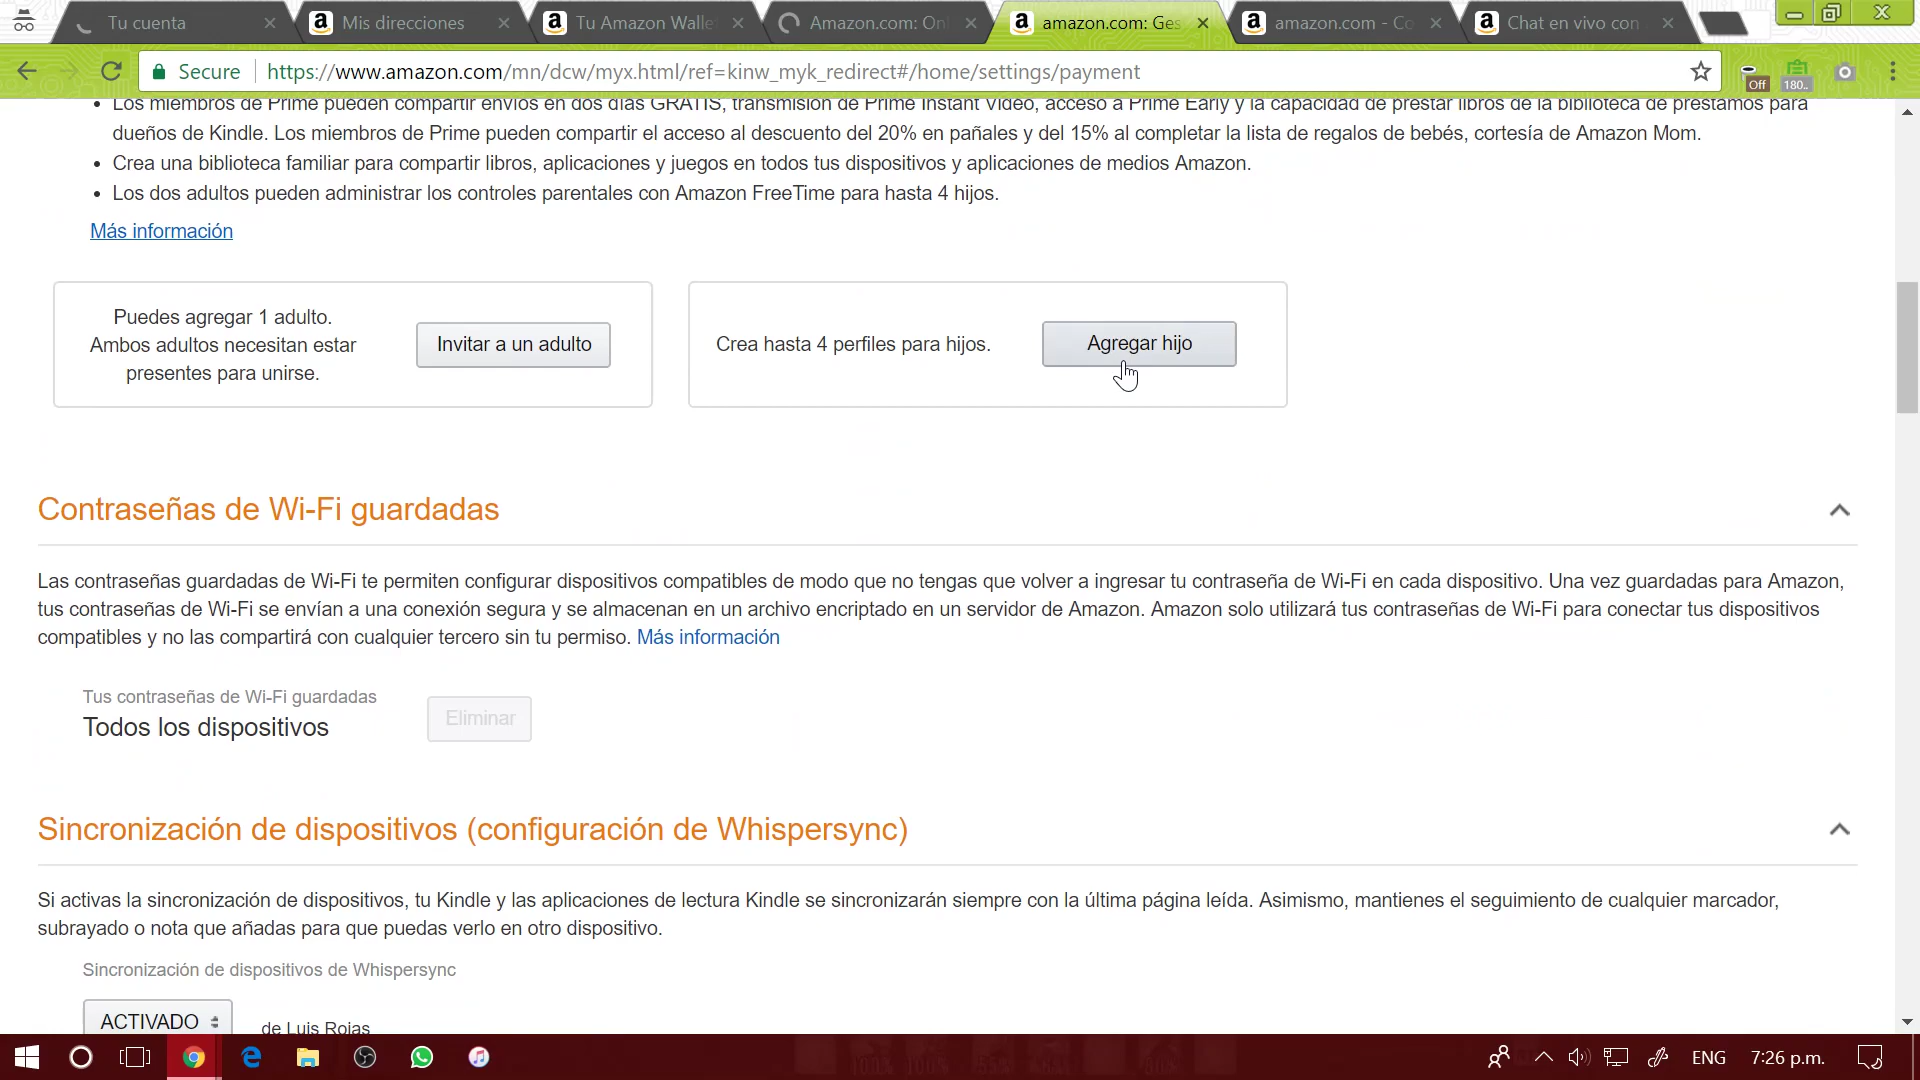 Tu cuenta
Mis direcciones
Tu Amazon Walle
Amazon.com: Onl
amazon.com: Ges
amazon.com - Co
Chat en vivo con
Secure
https://www.amazon.com/mn/dcw/myx.html/ref=kinw_myk_redirect#/home/settings/payment
Off
180..
• Los miembros de Prime pueden compartir envíos en dos días GRATIS, transmisión de Prime Instant Video, acceso a Prime Early y la capacidad de prestar libros de la biblioteca de préstamos para
dueños de Kindle. Los miembros de Prime pueden compartir el acceso al descuento del 20% en pañales y del 15% al completar la lista de regalos de bebés, cortesía de Amazon Mom.
• Crea una biblioteca familiar para compartir libros, aplicaciones y juegos en todos tus dispositivos y aplicaciones de medios Amazon.
• Los dos adultos pueden administrar los controles parentales con Amazon FreeTime para hasta 4 hijos.
Más información
Puedes agregar 1 adulto.
Ambos adultos necesitan estar
presentes para unirse.
Invitar a un adulto
Crea hasta 4 perfiles para hijos.
Agregar hijo
Contraseñas de Wi-Fi guardadas
Las contraseñas guardadas de Wi-Fi te permiten configurar dispositivos compatibles de modo que no tengas que volver a ingresar tu contraseña de Wi-Fi en cada dispositivo. Una vez guardadas para Amazon,
tus contraseñas de Wi-Fi se envían a una conexión segura y se almacenan en un archivo encriptado en un servidor de Amazon. Amazon solo utilizará tus contraseñas de Wi-Fi para conectar tus dispositivos
compatibles y no las compartirá con cualquier tercero sin tu permiso. Más información
Tus contraseñas de Wi-Fi guardadas
Todos los dispositivos
Eliminar
Sincronización de dispositivos (configuración de Whispersync)
Si activas la sincronización de dispositivos, tu Kindle y las aplicaciones de lectura Kindle se sincronizarán siempre con la última página leída. Asimismo, mantienes el seguimiento de cualquier marcador,
subrayado o nota que añadas para que puedas verlo en otro dispositivo.
Sincronización de dispositivos de Whispersync
ACTIVADO
de Luis Rojas
ENG
7:26 p.m.